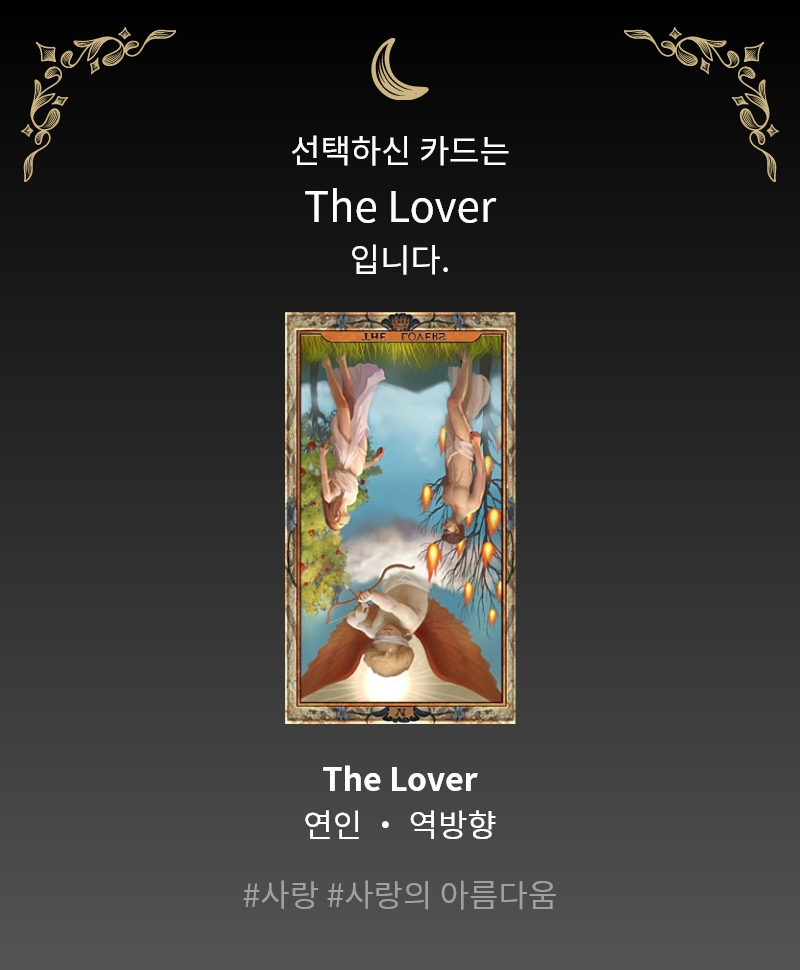 선택하신 카드는
The Lover
입니다.
THE LOVERS
VI
The Lover
연인 • 역방향
#사랑 #사랑의 아름다움